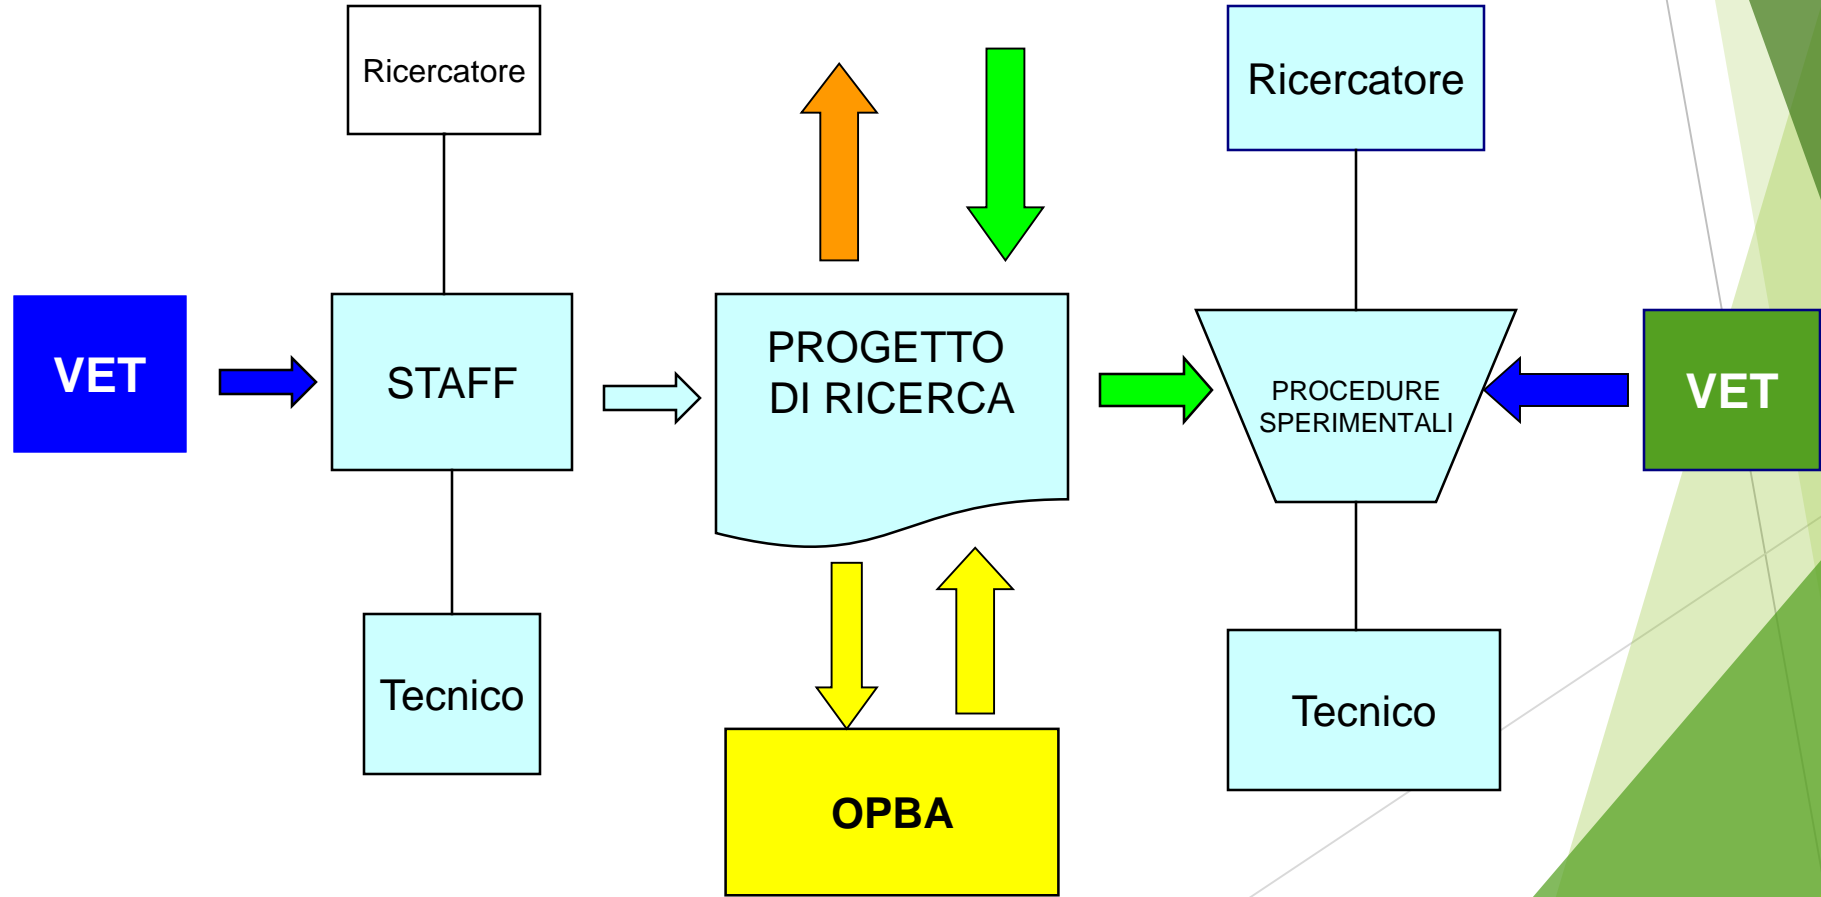 Ricercatore
Ricercatore
VET
STAFF
PROGETTO
DI RICERCA
PROCEDURE
SPERIMENTALI
VET
Tecnico
Tecnico
OPBA